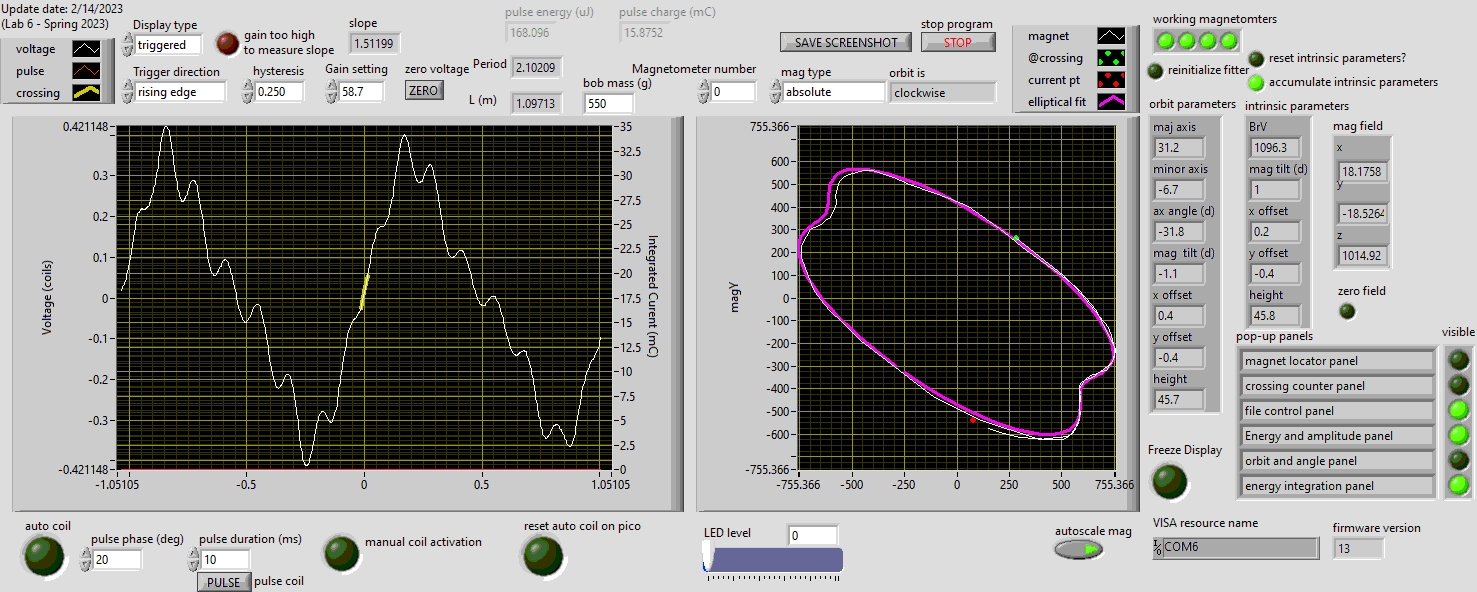 Update date: 2/14/2023
(Lab 6 - Spring 2023)
voltage
pulse
crossing
Display type
triggered
gain too high
to measure slope
slope
1.51199
Trigger direction
rising edge
hysteresis
0.250
Gain setting
58.7
zero voltage
ZERO
pulse energy (uJ)
168.096
pulse charge (mC)
15.8752
Period
2.10209
L (m)
1.09713
bob mass (g)
550
Magnetometer number
0
mag type
absolute
orbit is
clockwise
SAVE SCREENSHOT
stop program
STOP
magnet
@crossing
current pt
elliptical fit
working magnetomters
reinitialize fitter
reset intrinsic parameters?
accumulate intrinsic parameters
orbit parameters
maj axis
31.2
minor axis
-6.7
ax angle (d)
-31.8
mag tilt (d)
-1.1
x offset
0.4
y offset
-0.4
height
45.7
intrinsic parameters
BrV
1096.3
mag tilt (d)
1
x offset
0.2
y offset
-0.4
height
45.8
mag field
x
18.1758
y
-18.5264
z
1014.92
zero field
pop-up panels
visible
magnet locator panel
crossing counter panel
file control panel
Energy and amplitude panel
orbit and angle panel
energy integration panel
Freeze Display
Voltage (coils)
0.421148
0.3
0.2
0.1
0
-0.1
-0.2
-0.3
-0.421148
-1.05105
-0.5
0
0.5
1.05105
35
32.5
30
27.5
25
22.5
20
17.5
15
12.5
10
7.5
5
2.5
0
Integrated Current (mC)
magy
755.366
600
500
400
300
200
100
0
-100
-200
-300
-400
-500
-600
-755.366
-755.366
-500
-250
0
250
500
755.366
auto coil
pulse phase (deg)
20
pulse duration (ms)
10
PULSE
pulse coil
manual coil activation
reset auto coil on pico
LED level
0
autoscale mag
VISA resource name
COM6
firmware version
13